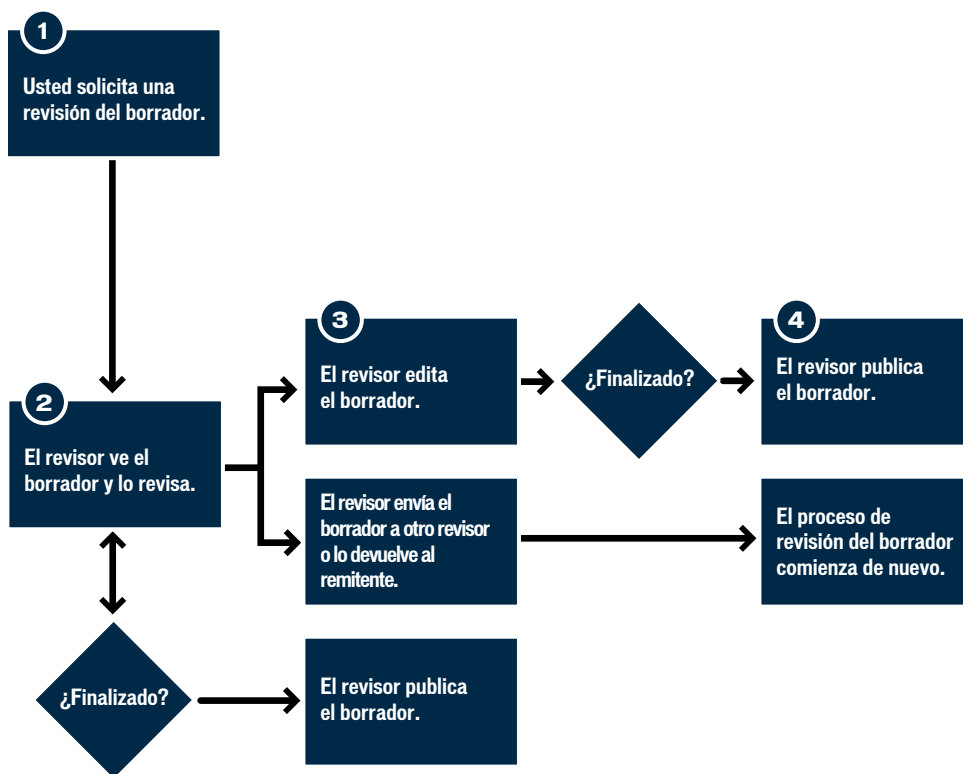 1
Usted solicita una
revisión del borrador.
2
El revisor ve el
borrador y lo revisa.
3
El revisor edita
el borrador.
¿Finalizado?
4
El revisor publica
el borrador.
El revisor envía el
borrador a otro revisor
o lo devuelve al
remitente.
El proceso de
revisión del borrador
comienza de nuevo.
¿Finalizado?
El revisor publica
el borrador.